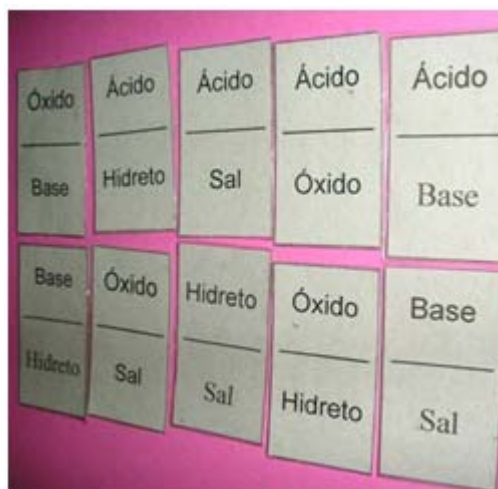 Óxido
Base
Ácido
Hidreto
Ácido
Sal
Ácido
Óxido
Ácido
Base
Base
Hidreto
Óxido
Sal
Hidreto
Sal
Óxido
Hidreto
Base
Sal